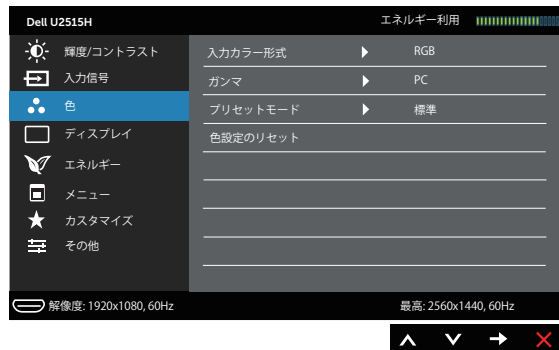 Dell U2515H
エネルギー利用
輝度/コントラスト
入力信号
色
ディスプレイ
エネルギー
メニュー
カスタマイズ
その他
入力カラー形式 RGB
ガンマ PC
プリセットモード 標準
色設定のリセット
解像度: 1920x1080, 60Hz
最高: 2560x1440, 60Hz